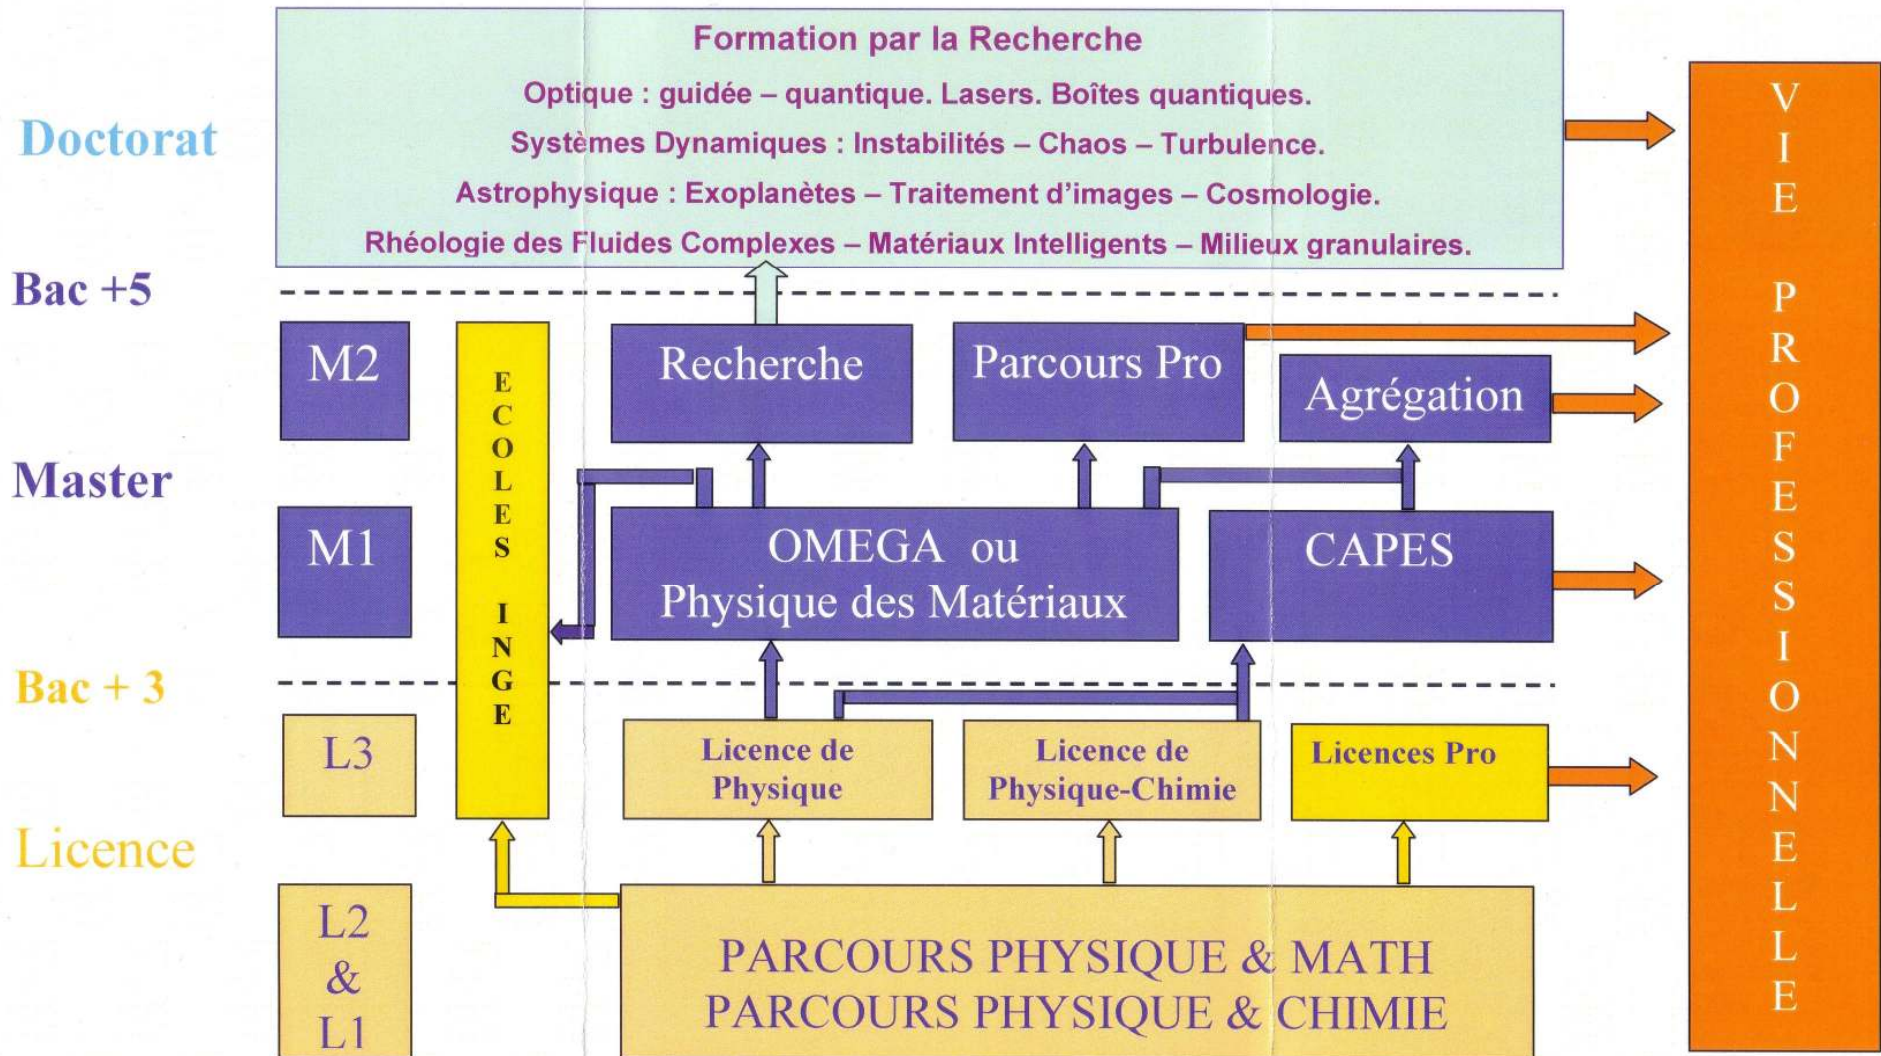 Formation par la Recherche
Optique : guidée – quantique. Lasers. Boîtes quantiques.
Systèmes Dynamiques : Instabilités – Chaos – Turbulence.
Astrophysique : Exoplanètes – Traitement d’images – Cosmologie.
Rhéologie des Fluides Complexes – Matériaux Intelligents – Milieux granulaires.
Doctorat
Bac +5
M2
Recherche
Parcours Pro
Agrégation
Master
M1
OMEGA ou
Physique des Matériaux
CAPES
ECOLES INGE
Bac + 3
L3
Licence de
Physique
Licence de
Physique-Chimie
Licences Pro
Licence
L2
&
L1
PARCOURS PHYSIQUE & MATH
PARCOURS PHYSIQUE & CHIMIE
VIE PROFESSIONNELLE